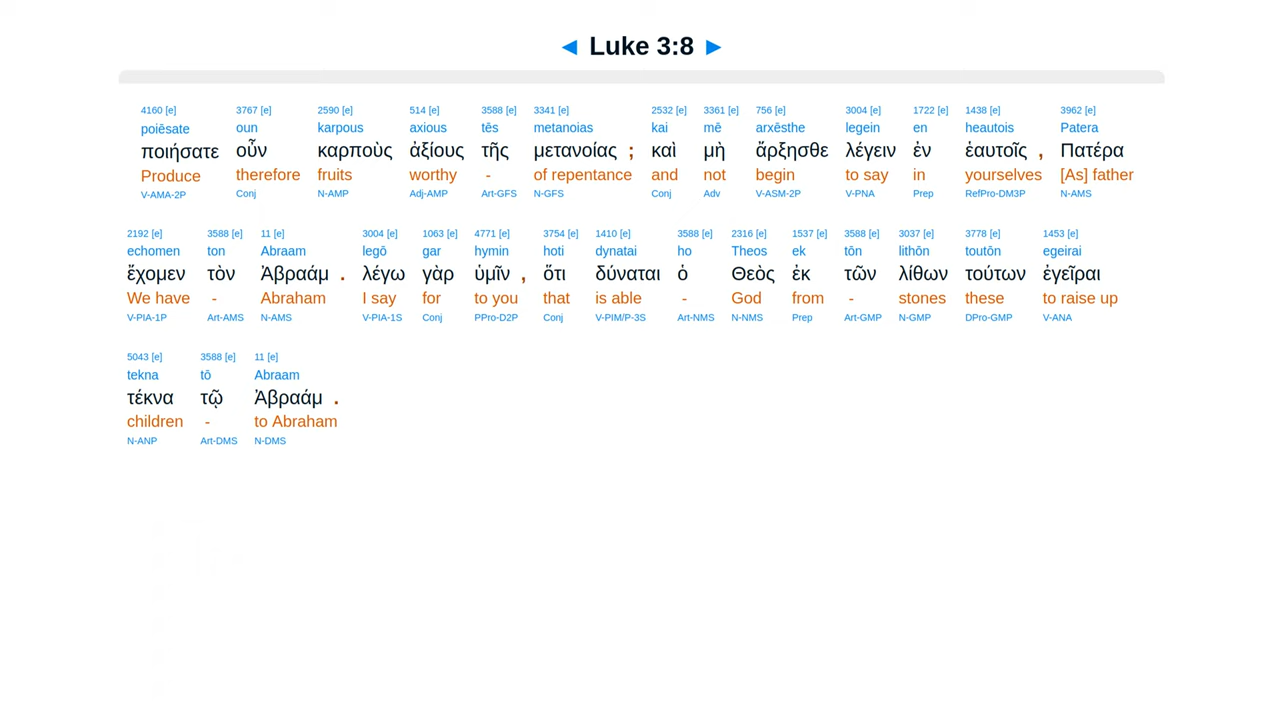 ◄ Luke 3:8 ►
4160 [e] 3767 [e] 2590 [e] 514 [e] 3588 [e] 3341 [e] 2532 [e] 3361 [e] 756 [e] 3004 [e] 1722 [e] 1438 [e] 3962 [e]
poiēsate oun karpous axious tēs metanoias kai mē arxēsthe legein en heautois Patera
ποιήσατε οὖν καρποὺς ἀξίους τῆς μετανοίας ; καὶ μὴ ἄρξησθε λέγειν ἐν ἑαυτοῖς , Πατέρα
Produce therefore fruits worthy - of repentance and not begin to say in yourselves [As] father
V-AMA-2P Conj N-AMP Adj-AMP Art-GFS N-GFS Conj Adv V-ASM-2P V-PNA Prep RefPro-DM3P N-AMS
2192 [e] 3588 [e] 11 [e] 3004 [e] 1063 [e] 4771 [e] 3754 [e] 1410 [e] 3588 [e] 2316 [e] 1537 [e] 3588 [e] 3037 [e] 3778 [e] 1453 [e]
echomen ton Abraam legō gar hymin hoti dynatai ho Theos ek tōn lithōn toutōn egeirai
ἔχομεν τὸν Ἀβραάμ . λέγω γὰρ ὑμῖν , ὅτι δύναται ὁ Θεὸς ἐκ τῶν λίθων τούτων ἐγεῖραι
We have - Abraham I say for to you that is able - God from - stones these to raise up
V-PIA-1P Art-AMS N-AMS V-PIA-1S Conj PPro-D2P Conj V-PIM/P-3S Art-NMS N-NMS Prep Art-GMP N-GMP DPro-GMP V-ANA
5043 [e] 3588 [e] 11 [e]
tekna tō Abraam
τέκνα τῷ Ἀβραάμ .
children - to Abraham
N-ANP Art-DMS N-DMS